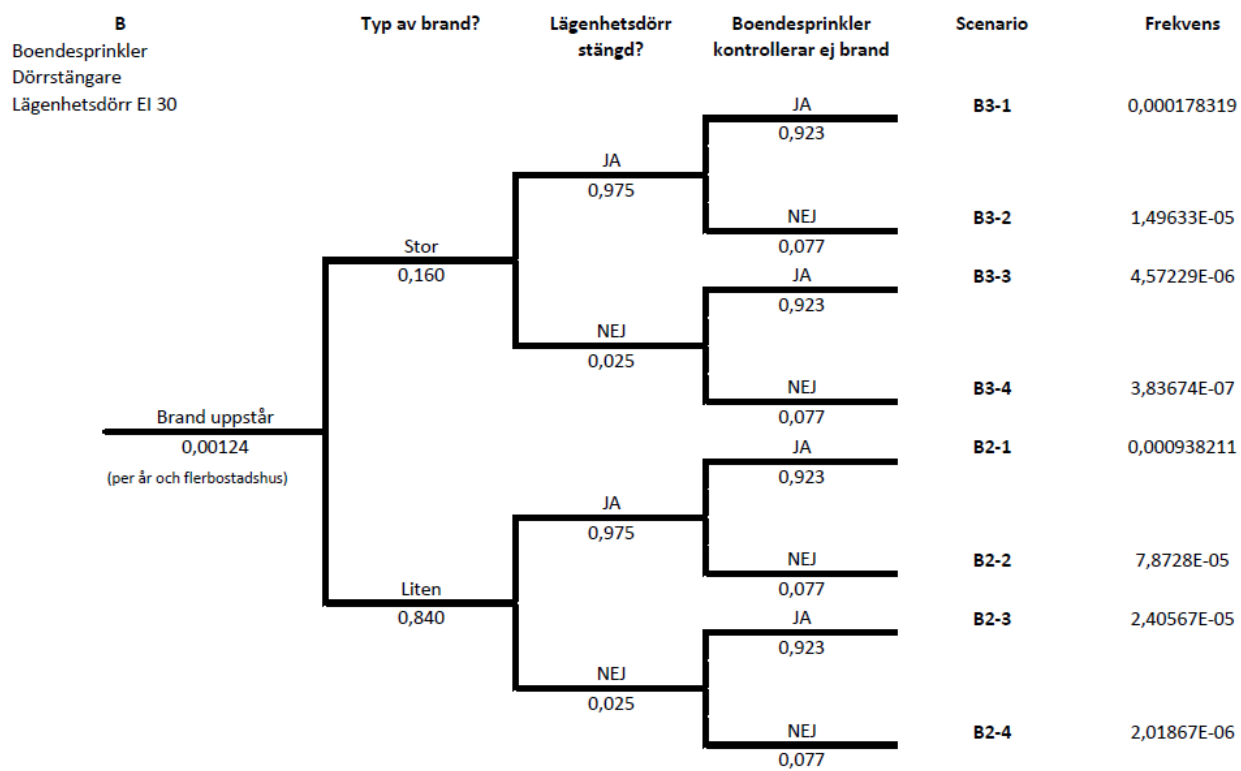 B
Typ av brand?
Lägenhetsdörr
stängd?
Boendesprinkler
kontrollerar ej brand
Scenario
Frekvens
Boendesprinkler
Dörrstängare
Lägenhetsdörr EI 30
JA
0,923
B3-1
0,000178319
JA
0,975
NEJ
0,077
B3-2
1,49633E-05
Stor
0,160
JA
0,923
B3-3
4,57229E-06
NEJ
0,025
NEJ
0,077
B3-4
3,83674E-07
Brand uppstår
0,00124
(per år och flerbostadshus)
JA
0,923
B2-1
0,000938211
JA
0,975
NEJ
0,077
B2-2
7,8728E-05
Liten
0,840
JA
0,923
B2-3
2,40567E-05
NEJ
0,025
NEJ
0,077
B2-4
2,01867E-06